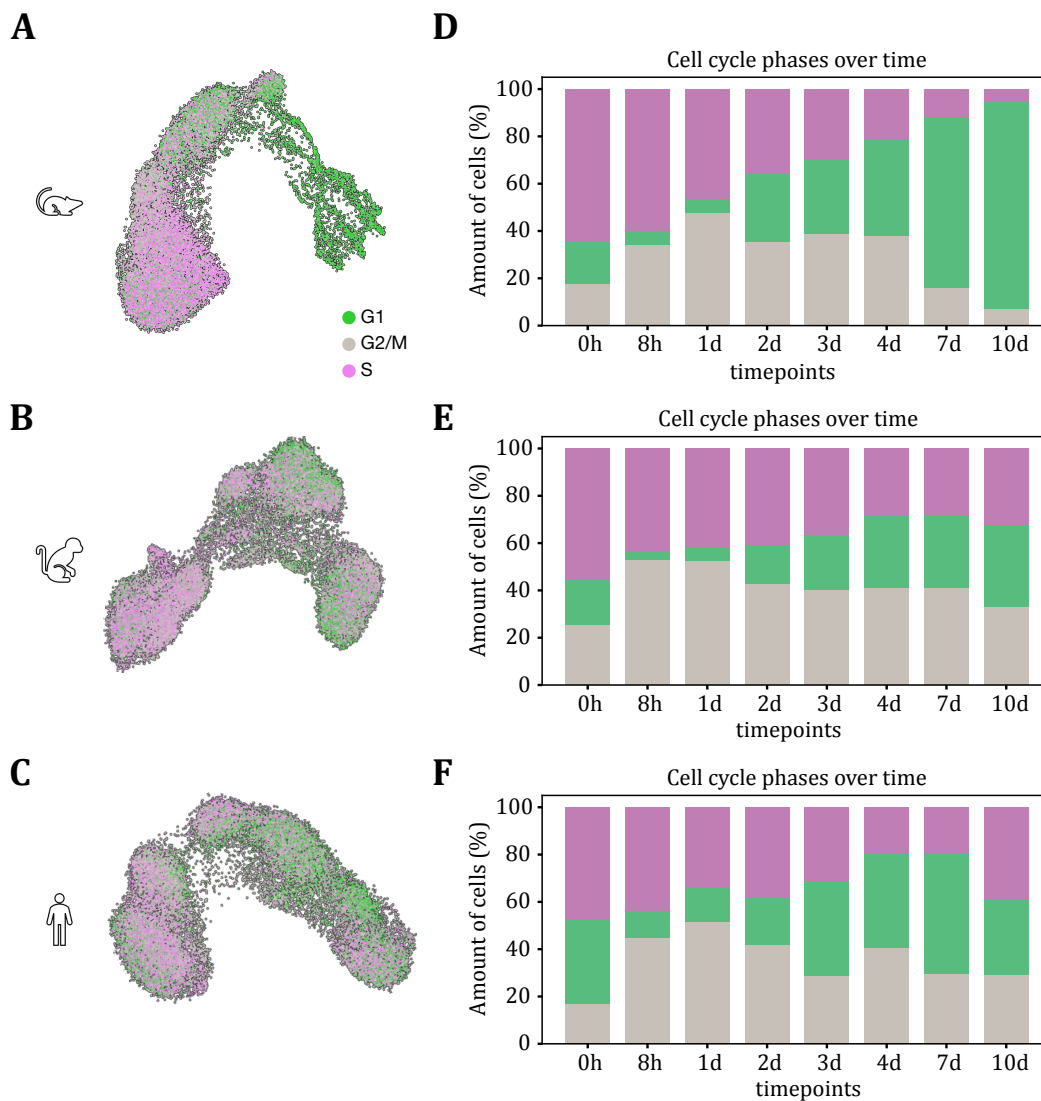 A
G1
G2/M
S
D
Cell cycle phases over time
Amount of cells (%)
100
80
60
40
20
0
0h 8h 1d 2d 3d 4d 7d 10d
timepoints
B
E
Cell cycle phases over time
Amount of cells (%)
100
80
60
40
20
0
0h 8h 1d 2d 3d 4d 7d 10d
timepoints
C
F
Cell cycle phases over time
Amount of cells (%)
100
80
60
40
20
0
0h 8h 1d 2d 3d 4d 7d 10d
timepoints